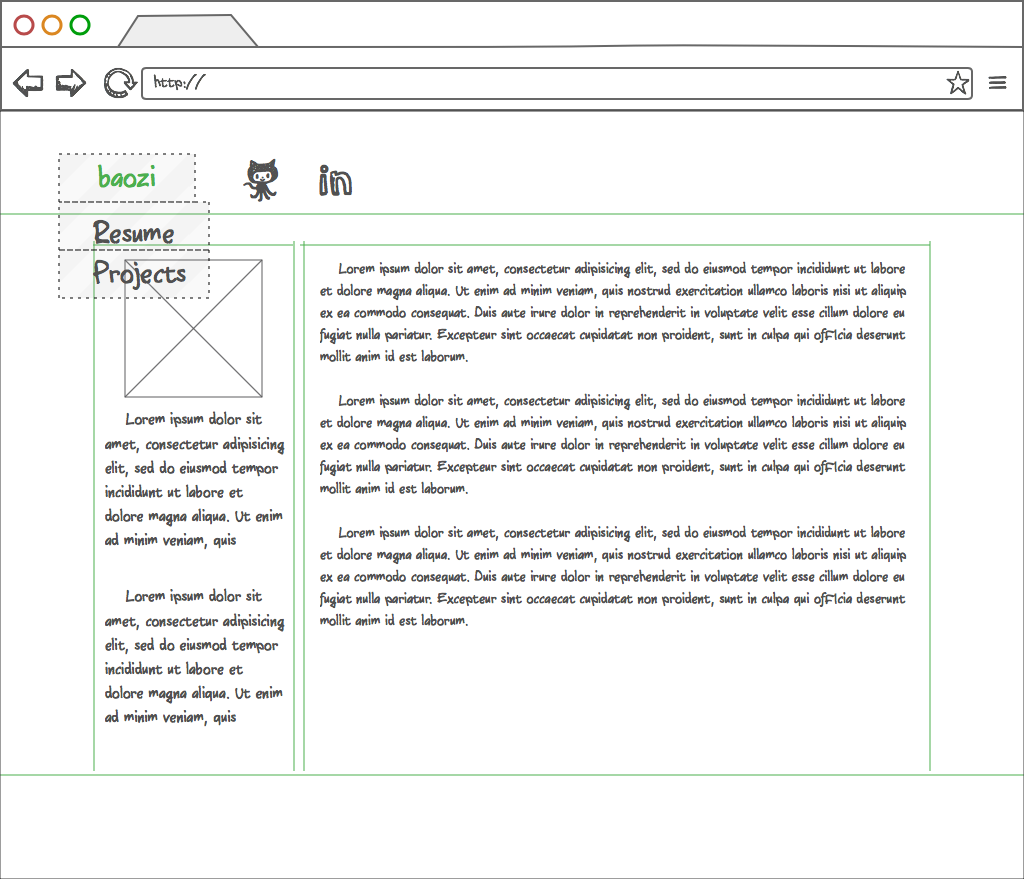 http://
baozi
in
Resume
Projects
Lorem ipsum dolor sit
amet, consectetur adipisicing
elit, sed do eiusmod tempor
incididunt ut labore et
dolore magna aliqua. Ut enim
ad minim veniam, quis
Lorem ipsum dolor sit
amet, consectetur adipisicing
elit, sed do eiusmod tempor
incididunt ut labore et
dolore magna aliqua. Ut enim
ad minim veniam, quis
Lorem ipsum dolor sit amet, consectetur adipisicing elit, sed do eiusmod tempor incididunt ut labore
et dolore magna aliqua. Ut enim ad minim veniam, quis nostrud exercitation ullamco laboris nisi ut aliquip
ex ea commodo consequat. Duis aute irure dolor in reprehenderit in voluptate velit esse cillum dolore eu
fugiat nulla pariatur. Excepteur sint occaecat cupidatat non proident, sunt in culpa qui officia deserunt
mollit anim id est laborum.
Lorem ipsum dolor sit amet, consectetur adipisicing elit, sed do eiusmod tempor incididunt ut labore
et dolore magna aliqua. Ut enim ad minim veniam, quis nostrud exercitation ullamco laboris nisi ut aliquip
ex ea commodo consequat. Duis aute irure dolor in reprehenderit in voluptate velit esse cillum dolore eu
fugiat nulla pariatur. Excepteur sint occaecat cupidatat non proident, sunt in culpa qui officia deserunt
mollit anim id est laborum.
Lorem ipsum dolor sit amet, consectetur adipisicing elit, sed do eiusmod tempor incididunt ut labore
et dolore magna aliqua. Ut enim ad minim veniam, quis nostrud exercitation ullamco laboris nisi ut aliquip
ex ea commodo consequat. Duis aute irure dolor in reprehenderit in voluptate velit esse cillum dolore eu
fugiat nulla pariatur. Excepteur sint occaecat cupidatat non proident, sunt in culpa qui officia deserunt
mollit anim id est laborum.